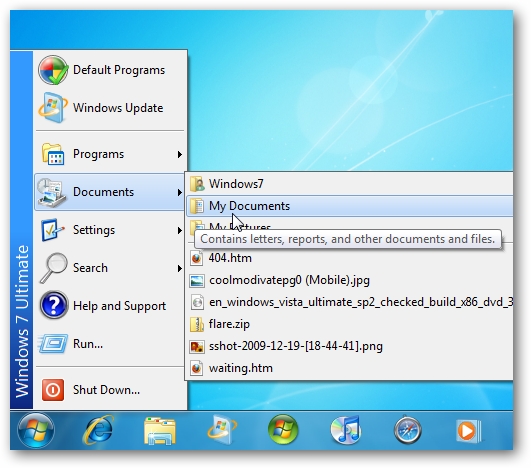 Default Programs
Windows Update
Programs
Documents
Settings
Search
Help and Support
Run...
Shut Down...
Windows 7 Ultimate
Windows7
My Documents
My Pictures
Contains letters, reports, and other documents and files.
404.htm
coolmodivatepg0 (Mobile).jpg
en_windows_vista_ultimate_sp2_checked_build_x86_dvd_3
flare.zip
sshot-2009-12-19-[18-44-41].png
waiting.htm